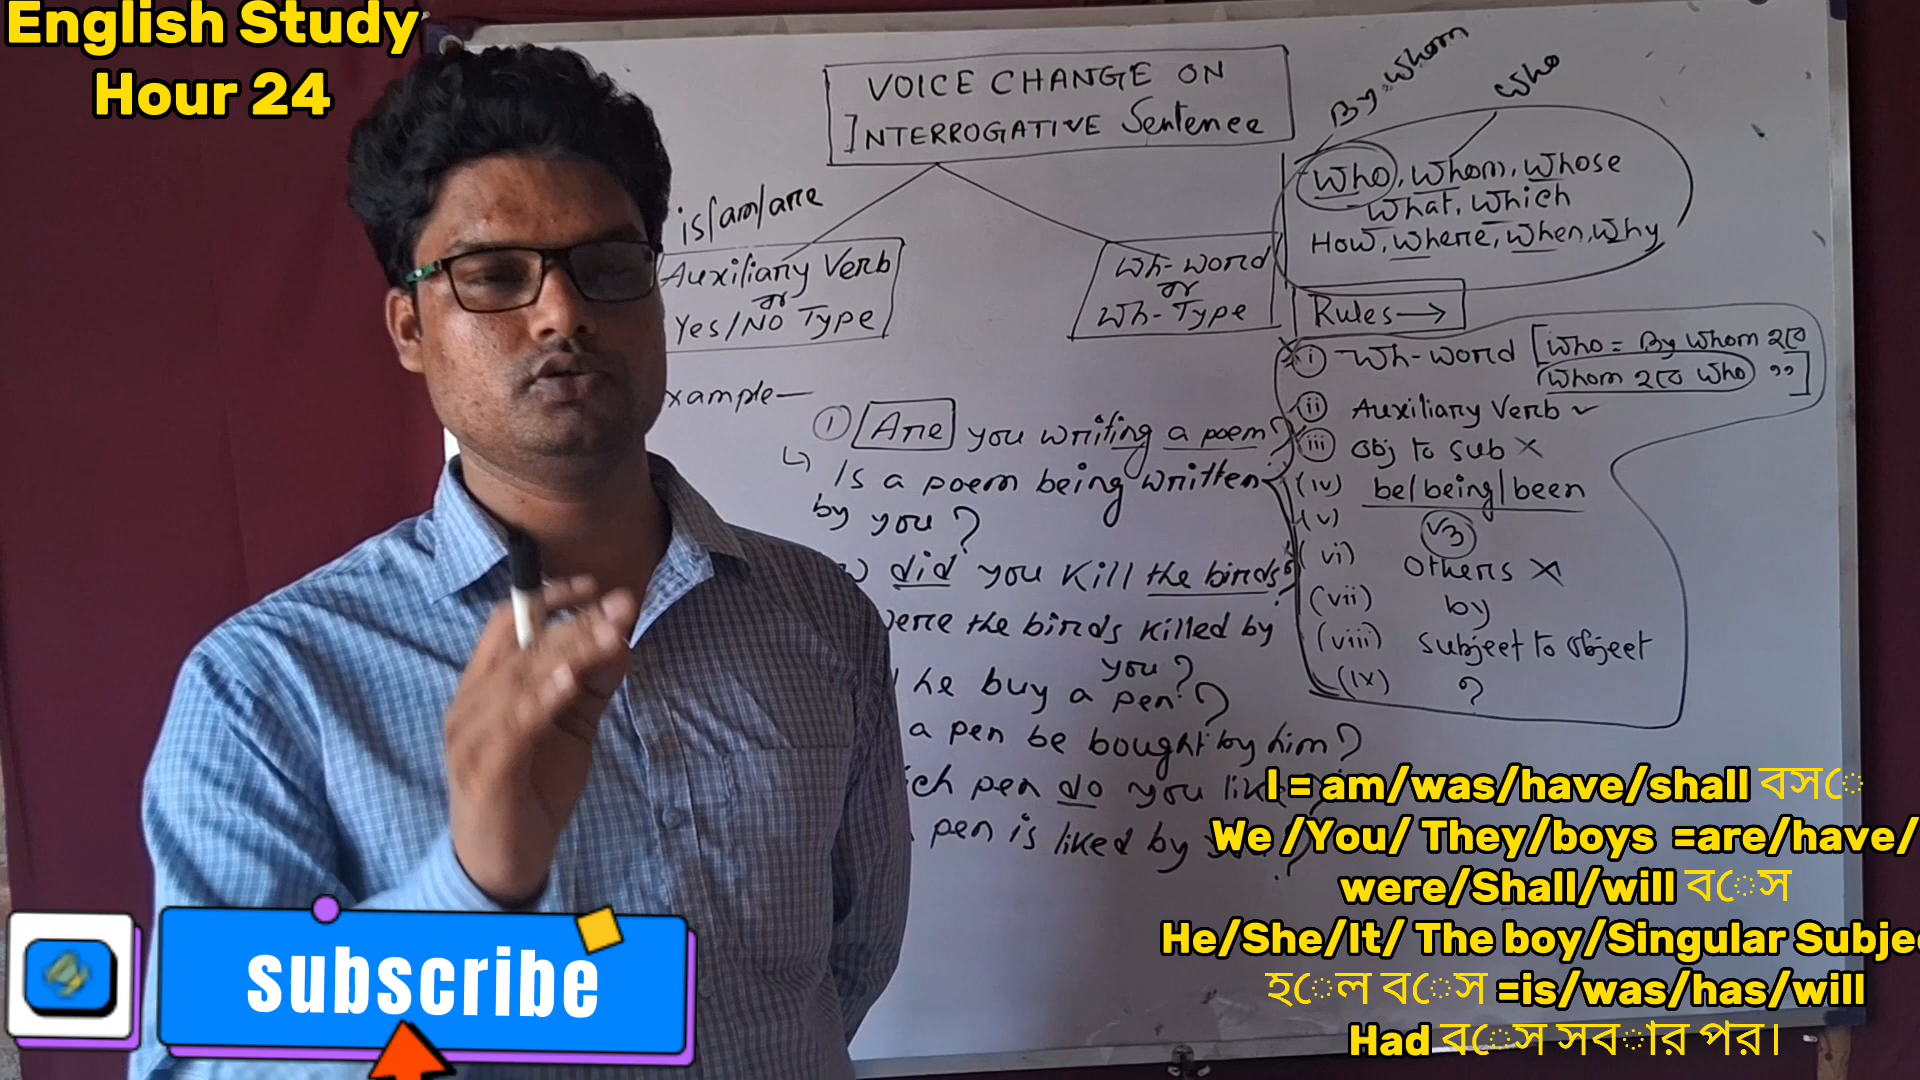 English Study
Hour 24
VOICE CHANGE ON
INTERROGATIVE Sentence
is/am/are
Auxiliary Verb
or
Yes/NO Type
Wh-word
or
Wh-Type
By whom
who
Who, Whom, Whose
What, Which
How, where, when, why
Rules→
(i) Wh-word [Who = By whom হবে
Whom হবে Who ,,]
(ii) Auxiliary Verb ✓
(iii) obj to sub ×
(iv) be/being/been
(v) V3
(vi) others ×
(vii) by
(viii) subject to object
(ix) ?
xample—
① Are you writing a poem?
↳ Is a poem being written
by you?
did you kill the birds?
were the birds killed by
you?
he buy a pen?
a pen be bought by him?
ich pen do you like
pen is liked by you?
I = am/was/have/shall বসে
We /You/ They/boys =are/have/
were/Shall/will বসে
He/She/It/ The boy/Singular Subje
হলে বসে =is/was/has/will
Had বসে সবার পর।
subscribe